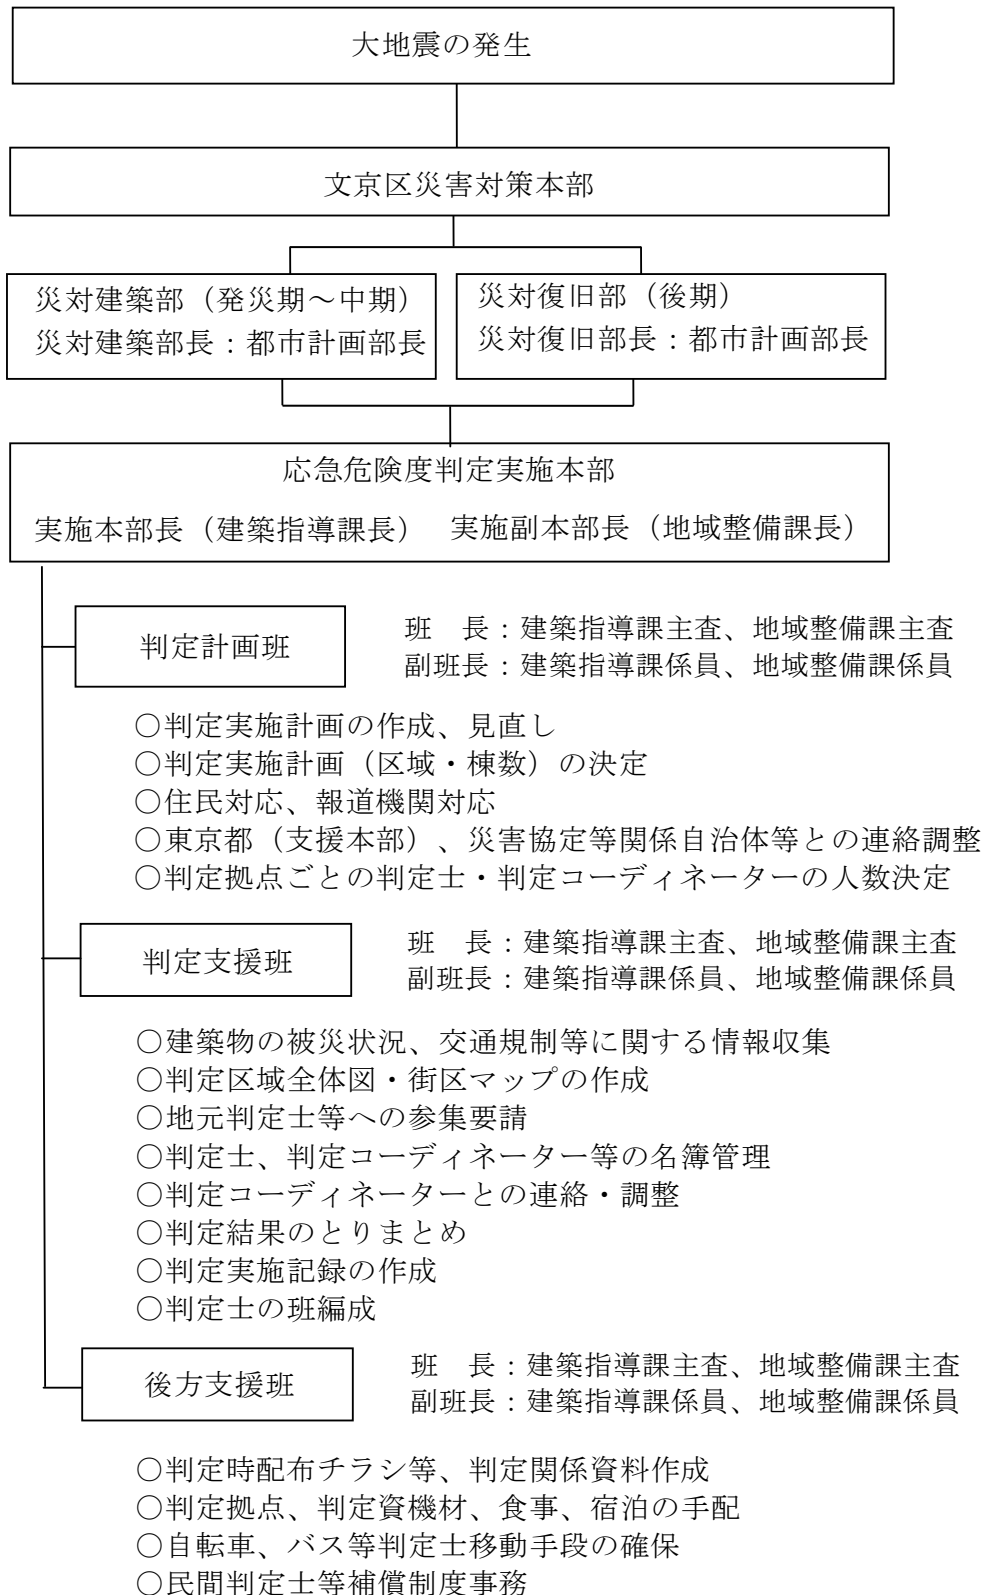 大地震の発生
文京区災害対策本部
災対建築部（発災期～中期）
災対建築部長：都市計画部長
災対復旧部（後期）
災対復旧部長：都市計画部長
応急危険度判定実施本部
実施本部長（建築指導課長）　実施副本部長（地域整備課長）
判定計画班
班　長：建築指導課主査、地域整備課主査
副班長：建築指導課係員、地域整備課係員
○判定実施計画の作成、見直し
○判定実施計画（区域・棟数）の決定
○住民対応、報道機関対応
○東京都（支援本部）、災害協定等関係自治体等との連絡調整
○判定拠点ごとの判定士・判定コーディネーターの人数決定
判定支援班
班　長：建築指導課主査、地域整備課主査
副班長：建築指導課係員、地域整備課係員
○建築物の被災状況、交通規制等に関する情報収集
○判定区域全体図・街区マップの作成
○地元判定士等への参集要請
○判定士、判定コーディネーター等の名簿管理
○判定コーディネーターとの連絡・調整
○判定結果のとりまとめ
○判定実施記録の作成
○判定士の班編成
後方支援班
班　長：建築指導課主査、地域整備課主査
副班長：建築指導課係員、地域整備課係員
○判定時配布チラシ等、判定関係資料作成
○判定拠点、判定資機材、食事、宿泊の手配
○自転車、バス等判定士移動手段の確保
○民間判定士等補償制度事務